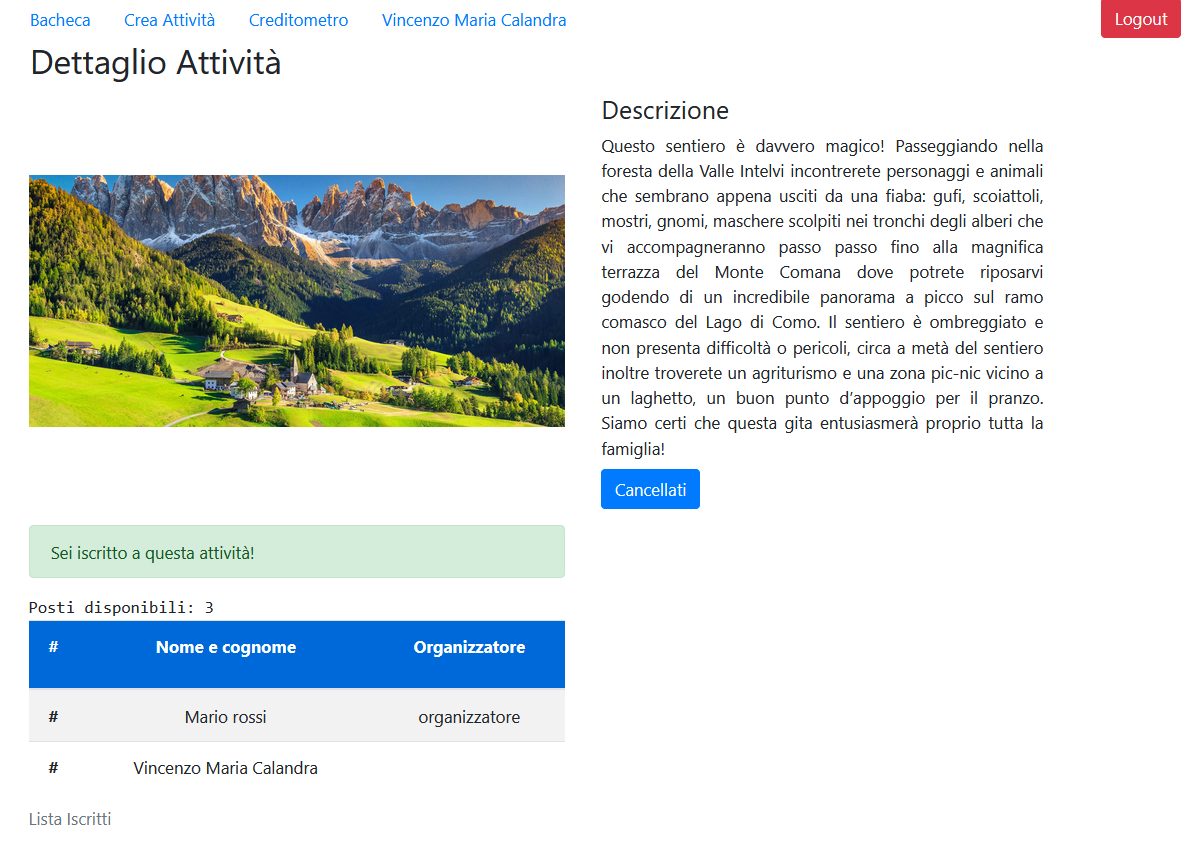 Bacheca Crea Attività Creditometro Vincenzo Maria Calandra Logout
Dettaglio Attività
Descrizione
Questo sentiero è davvero magico! Passeggiando nella
foresta della Valle Intelvi incontrerete personaggi e animali
che sembrano appena usciti da una fiaba: gufi, scoiattoli,
mostri, gnomi, maschere scolpiti nei tronchi degli alberi che
vi accompagneranno passo passo fino alla magnifica
terrazza del Monte Comana dove potrete riposarvi
godendo di un incredibile panorama a picco sul ramo
comasco del Lago di Como. Il sentiero è ombreggiato e
non presenta difficoltà o pericoli, circa a metà del sentiero
inoltre troverete un agriturismo e una zona pic-nic vicino a
un laghetto, un buon punto d’appoggio per il pranzo.
Siamo certi che questa gita entusiasmerà proprio tutta la
famiglia!
Cancellati
Sei iscritto a questa attività!
Posti disponibili: 3
# Nome e cognome Organizzatore
# Mario rossi organizzatore
# Vincenzo Maria Calandra
Lista Iscritti